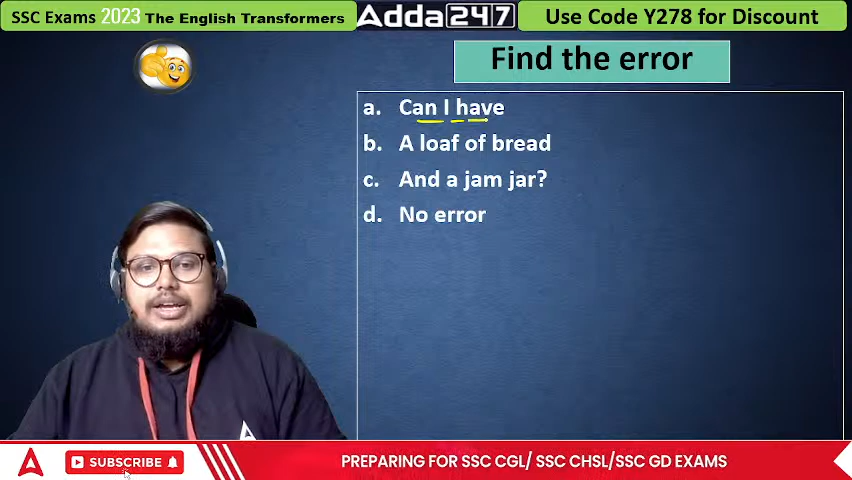 SSC Exams 2023 The English Transformers
Adda247
Use Code Y278 for Discount
Find the error
a. Can I have
b. A loaf of bread
c. And a jam jar?
d. No error
SUBSCRIBE
PREPARING FOR SSC CGL/ SSC CHSL/SSC GD EXAMS